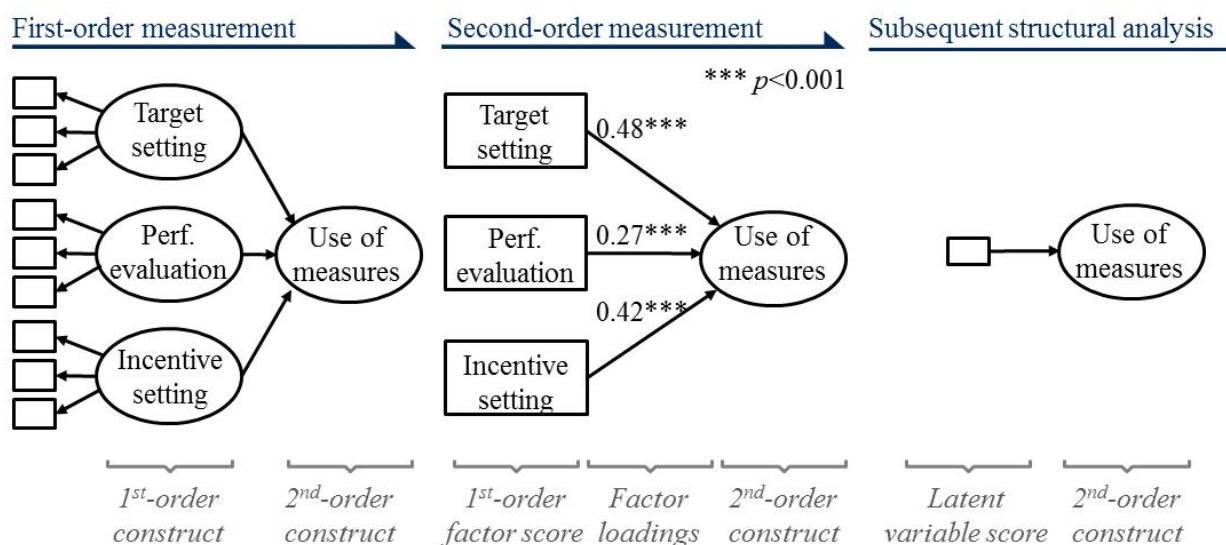 First-order measurement
Second-order measurement
Subsequent structural analysis
*** p<0.001
Target
setting
Perf.
evaluation
Incentive
setting
Use of
measures
Target
setting
Perf.
evaluation
Incentive
setting
0.48***
0.27***
0.42***
Use of
measures
Use of
measures
1st-order
construct
2nd-order
construct
1st-order
factor score
Factor
loadings
2nd-order
construct
Latent
variable score
2nd-order
construct